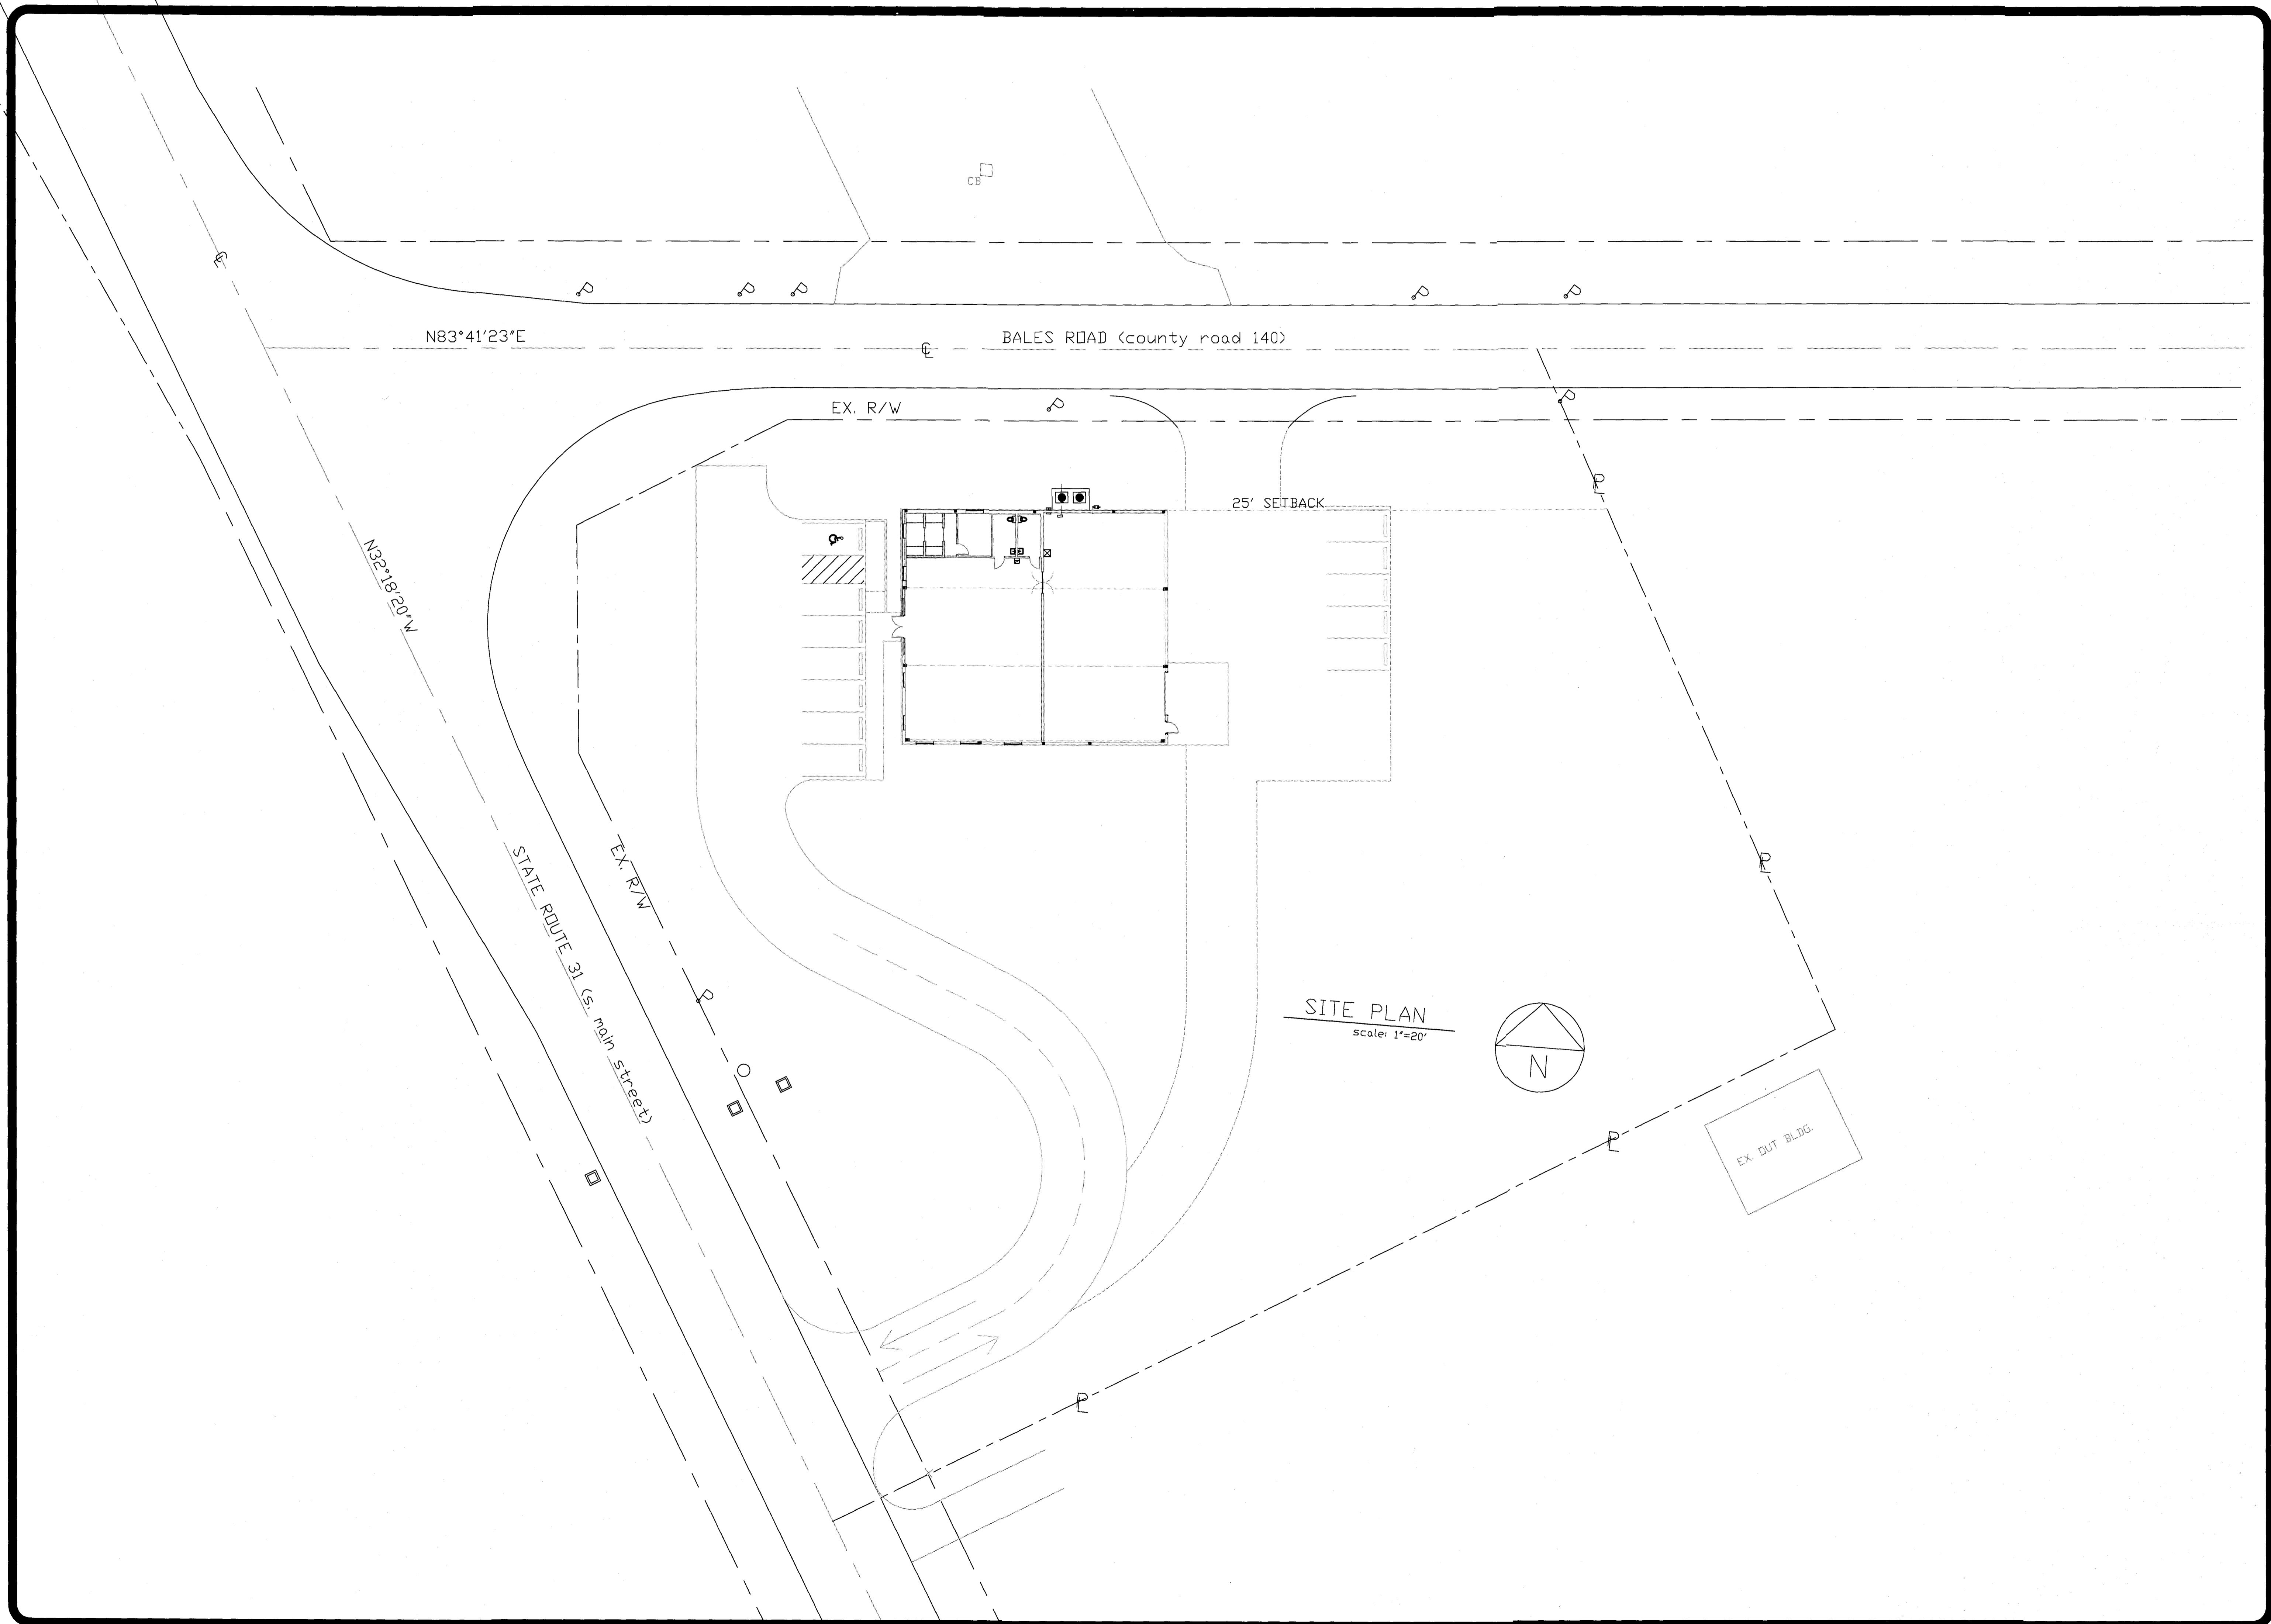 CB
N83°41'23"E
BALES ROAD (county road 140)
EX. R/W
25' SETBACK
N32°18'20"W
EX. R/W
STATE ROUTE 31 (s. main street)
SITE PLAN
scale: 1"=20'
N
EX. OUT BLDG.